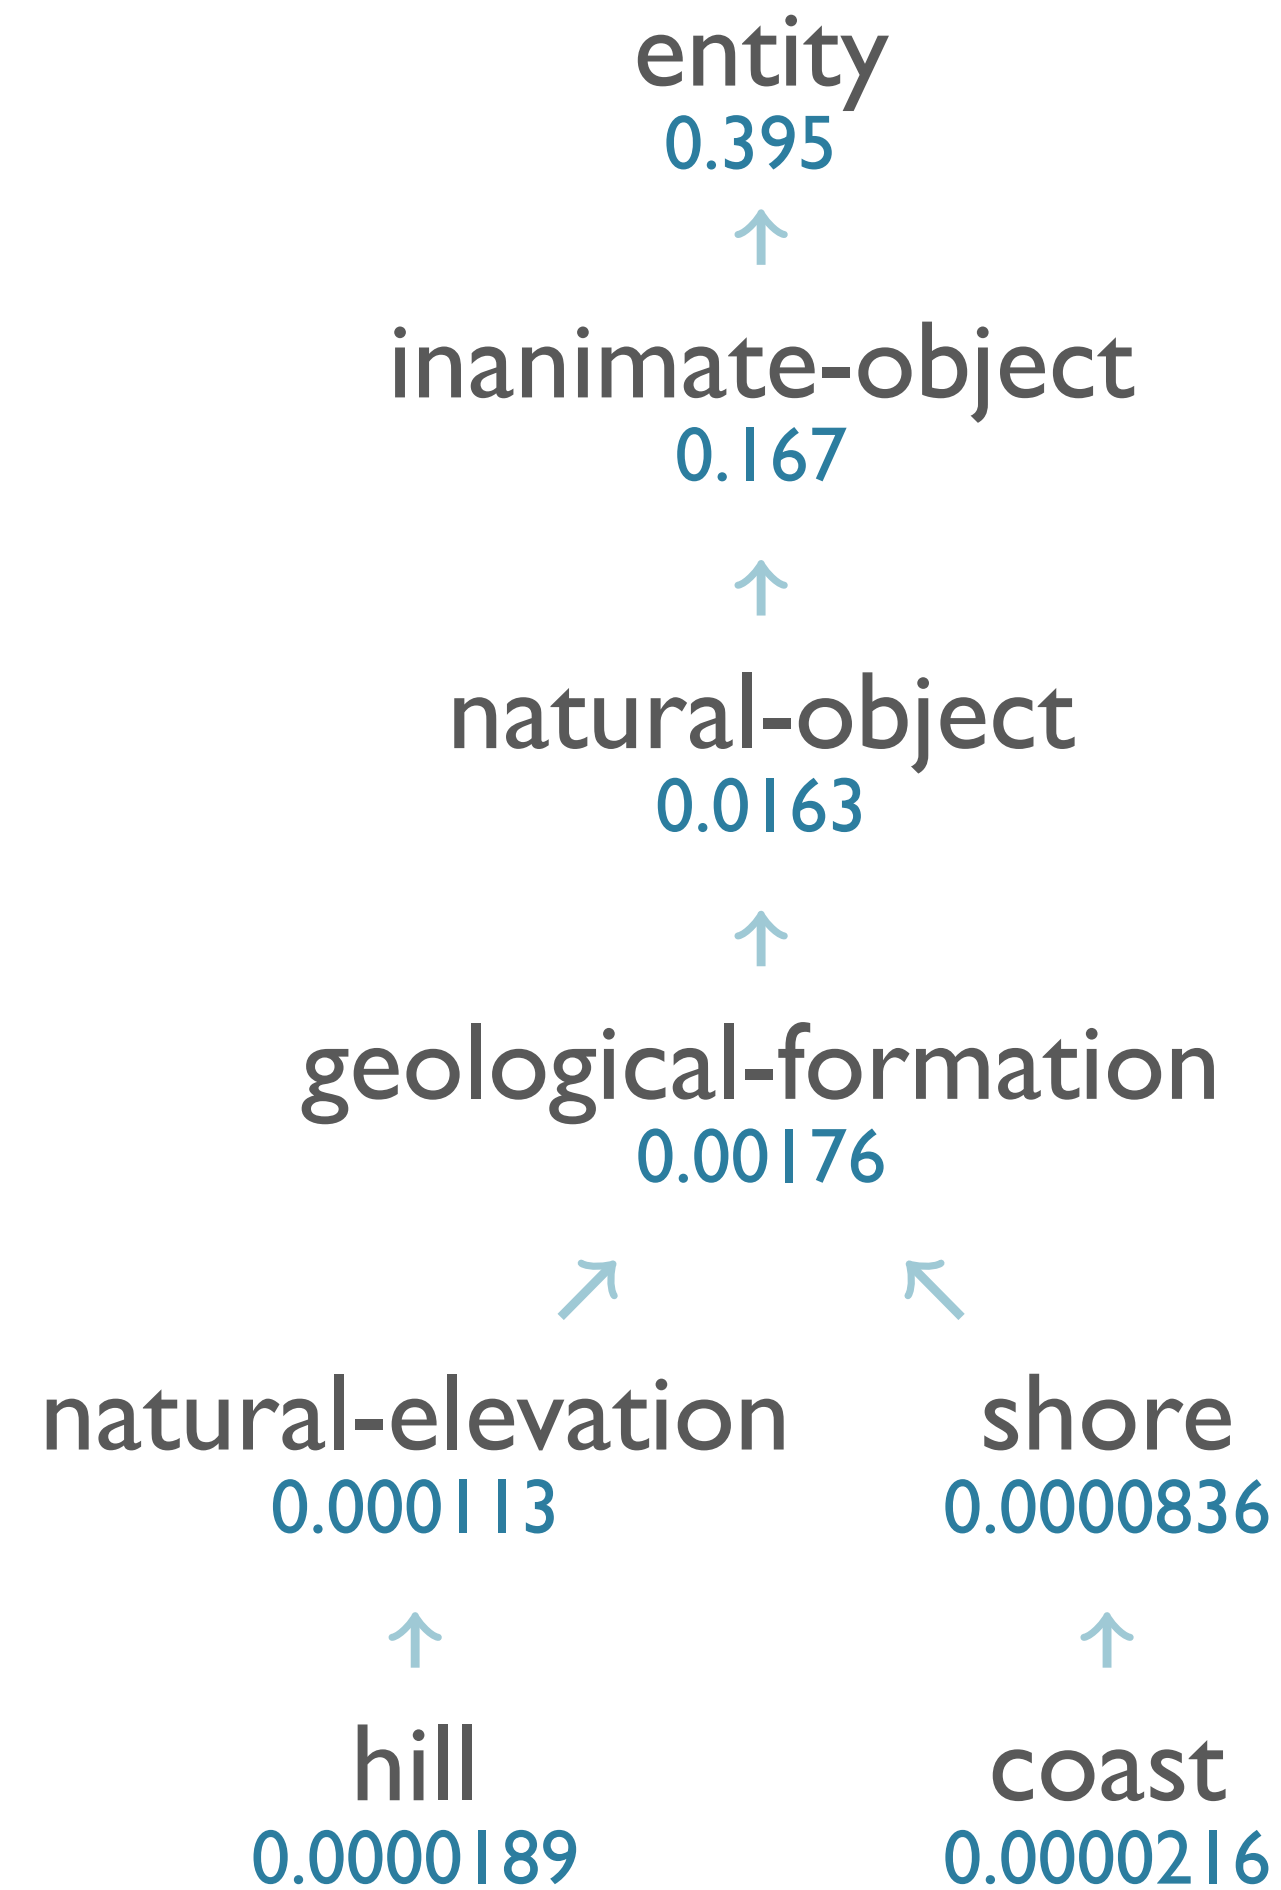 entity
0.395
inanimate-object
0.167
natural-object
0.0163
geological-formation
0.00176
natural-elevation
shore
0.000113
0.0000836
hill
coast
0.0000189
0.0000216